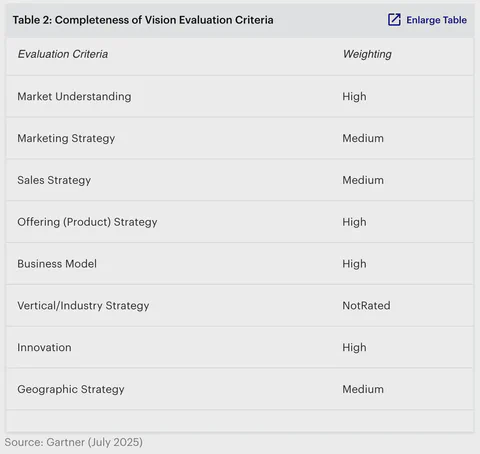 Table 2: Completeness of Vision Evaluation Criteria Enlarge Table
Evaluation Criteria Weighting
Market Understanding High
Marketing Strategy Medium
Sales Strategy Medium
Offering (Product) Strategy High
Business Model High
Vertical/Industry Strategy NotRated
Innovation High
Geographic Strategy Medium
Source: Gartner (July 2025)